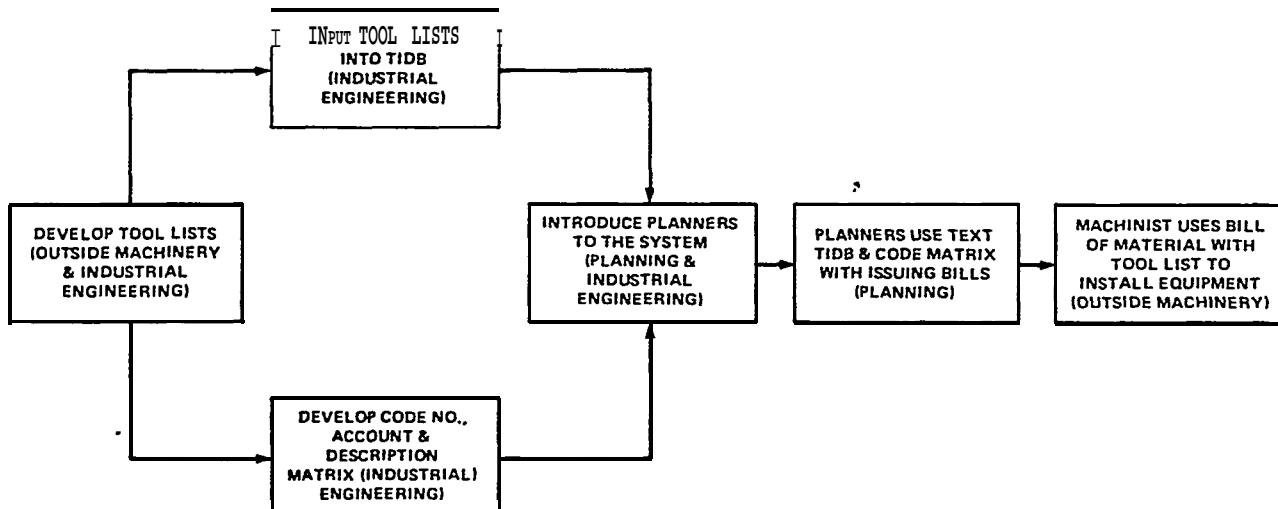 INPUT TOOL LISTS
INTO TIDB
(INDUSTRIAL
ENGINEERING)
DEVELOP TOOL LISTS
(OUTSIDE MACHINERY
& INDUSTRIAL
ENGINEERING)
DEVELOP CODE NO.,
ACCOUNT &
DESCRIPTION
MATRIX (INDUSTRIAL)
ENGINEERING)
INTRODUCE PLANNERS
TO THE SYSTEM
(PLANNING &
INDUSTRIAL
ENGINEERING)
PLANNERS USE TEXT
TIDB & CODE MATRIX
WITH ISSUING BILLS
(PLANNING)
MACHINIST USES BILL
OF MATERIAL WITH
TOOL LIST TO
INSTALL EQUIPMENT
(OUTSIDE MACHINERY)